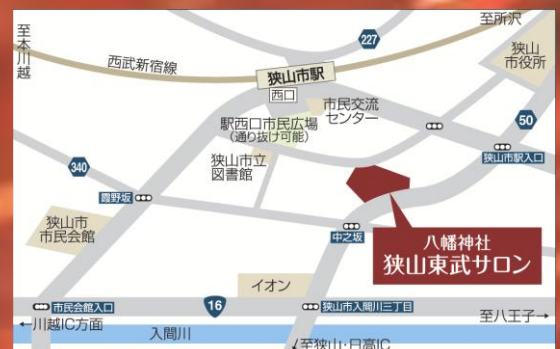 至所沢
至本川越
227
西武新宿線
狭山市駅
西口
狭山
市役所
市民交流
センター
50
駅西口市民広場
(通り抜け可能)
狭山市駅入口
狭山市立
図書館
340
霞野坂
狭山市
市民会館
中之坂
八幡神社
狭山東武サロン
イオン
市民会館入口
16
狭山市入間川三丁目
←川越IC方面
至八王子→
入間川
↙至狭山・日高IC